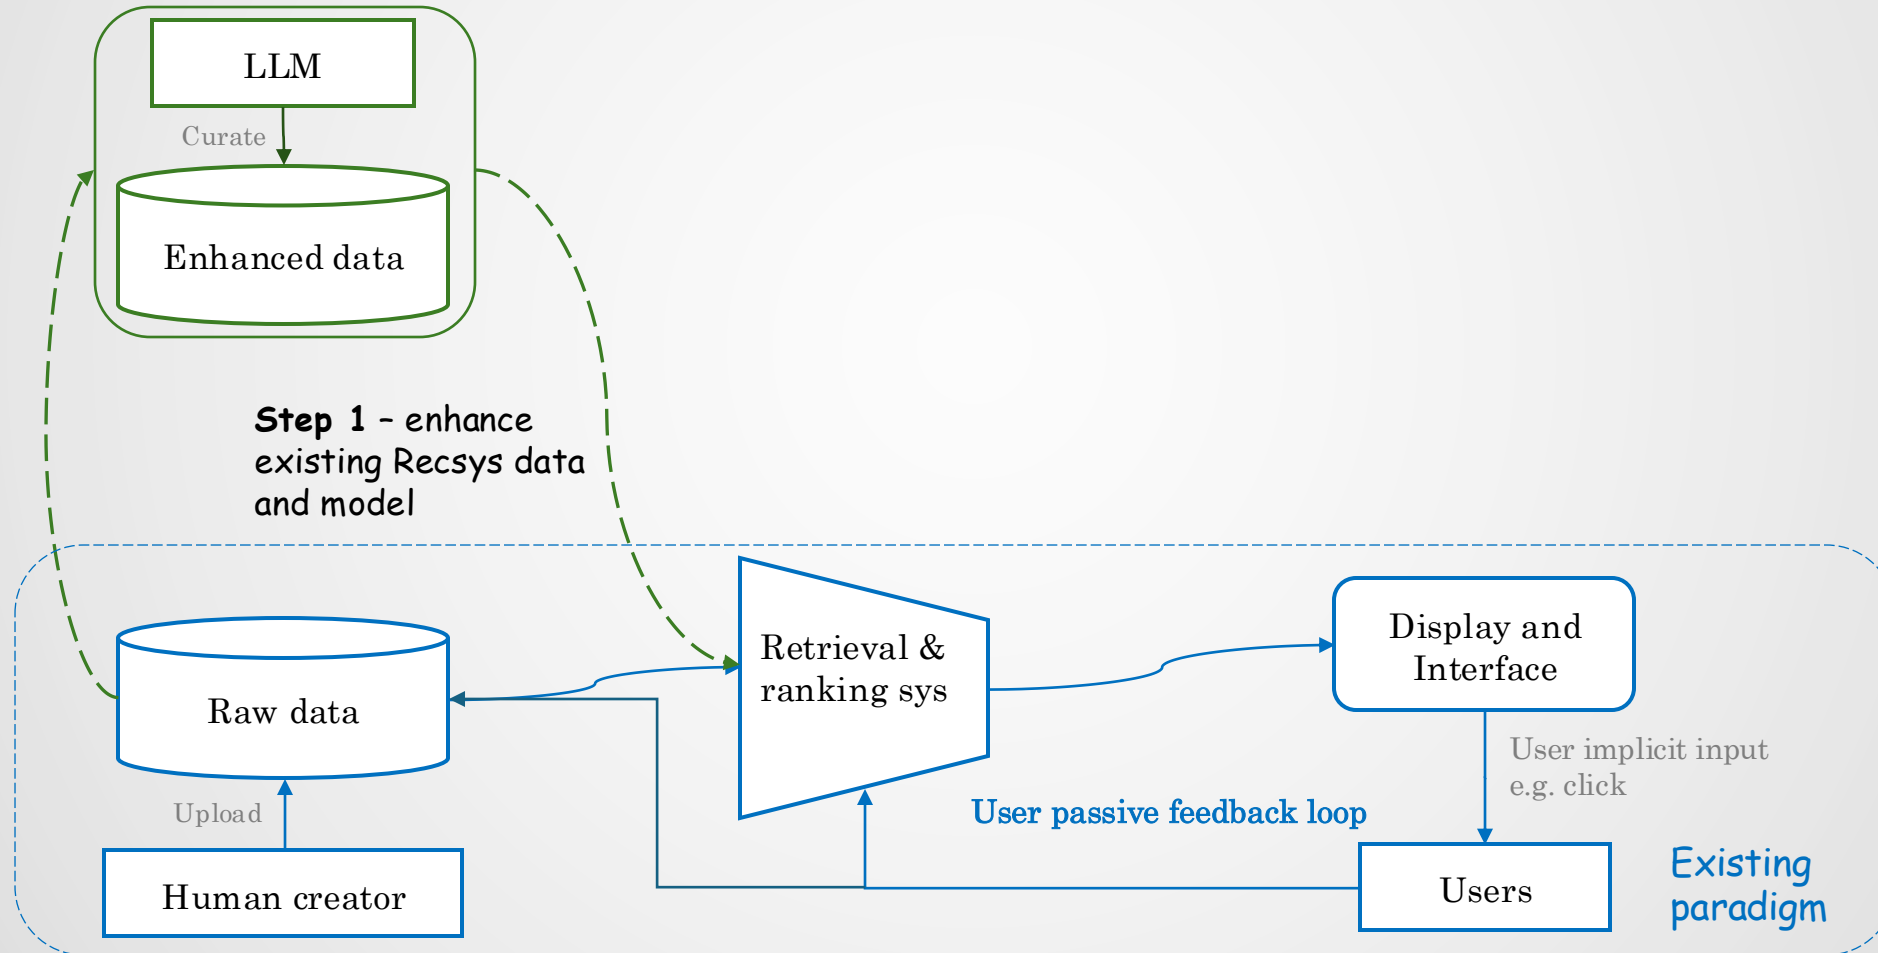 LLM
Curate
Enhanced data
Step 1 – enhance
existing Recsys data
and model
Raw data
Upload
Human creator
Retrieval &
ranking sys
Display and
Interface
User implicit input
e.g. click
User passive feedback loop
Users
Existing
paradigm